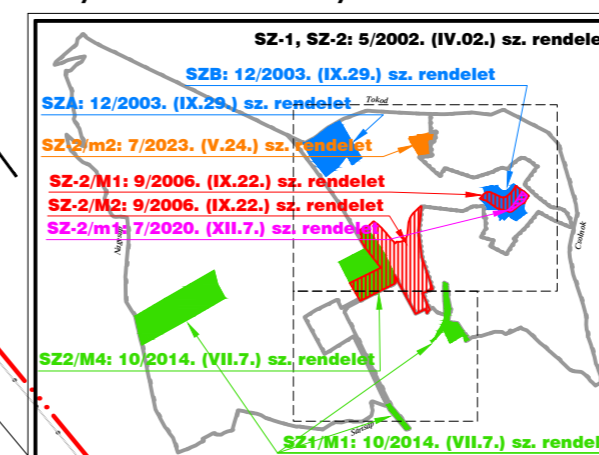 SZ-1, SZ-2: 5/2002. (IV.02.) sz. rendele
SZB: 12/2003. (IX.29.) sz. rendelet
SZA: 12/2003. (IX.29.) sz. rendelet
Tokod
SZ-2/m2: 7/2023. (V.24.) sz. rendelet
SZ-2/M1: 9/2006. (IX.22.) sz. rendelet
SZ-2/M2: 9/2006. (IX.22.) sz. rendelet
SZ-2/m1: 7/2020. (XII.7.) sz. rendelet
Csolnok
SZ2/M4: 10/2014. (VII.7.) sz. rendelet
Sárisáp
SZ1/M1: 10/2014. (VII.7.) sz. rendele